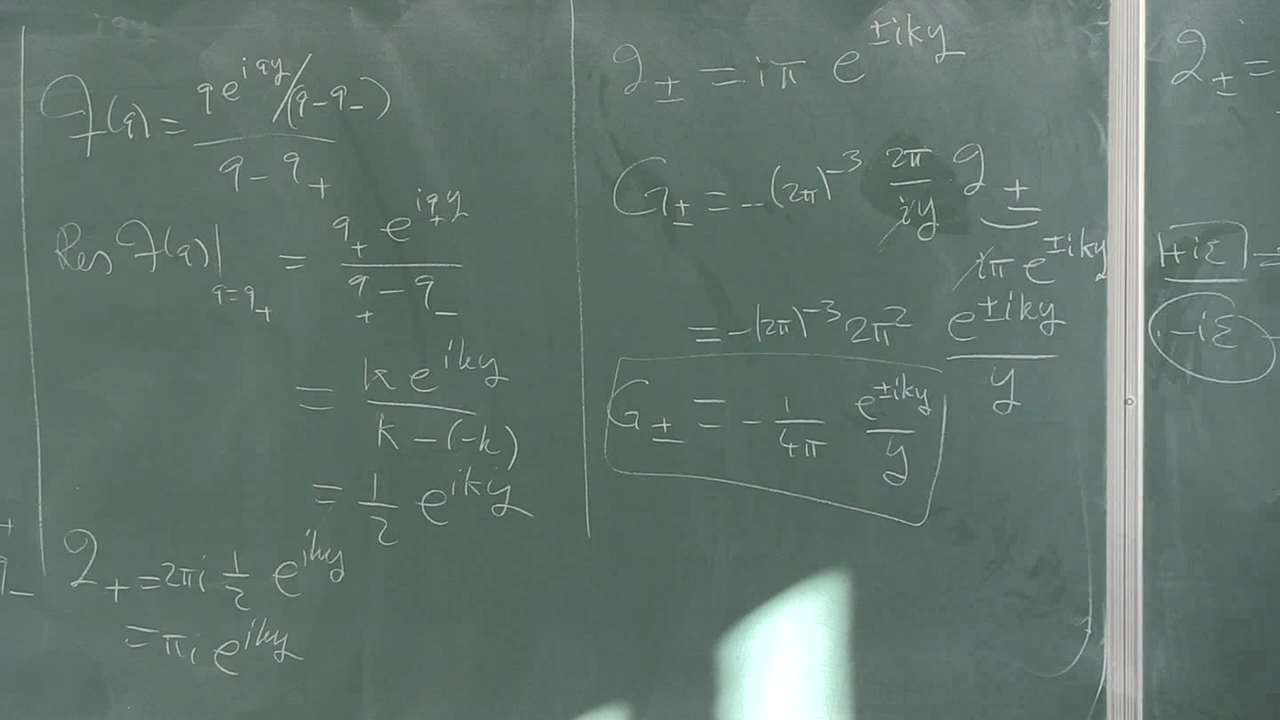 F(q) = q e^{iqy}/(q-q_-) / q - q_+
Res F(q)|_{q=q_+} = q_+ e^{iq_+y} / q_+ - q_-
= k e^{iky} / k - (-k)
= 1/2 e^{iky}
I_+ = 2πi 1/2 e^{iky}
= πi e^{iky}
I_± = iπ e^{±iky}
G_± = -(2π)^{-3} 2π/iy I_±
iπ e^{±iky}
= -(2π)^{-3} 2π² e^{±iky}/y
G_± = - 1/4π e^{±iky}/y
I_± =
+iε =
-iε